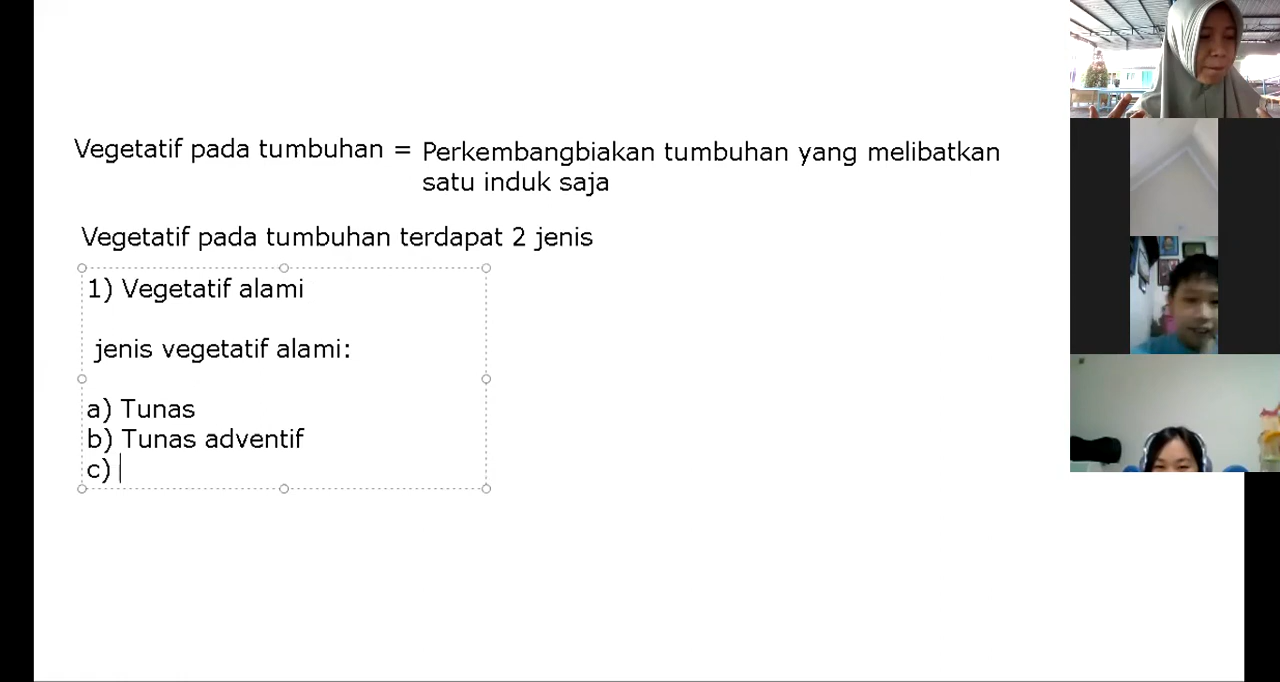 Vegetatif pada tumbuhan = Perkembangbiakan tumbuhan yang melibatkan
satu induk saja
Vegetatif pada tumbuhan terdapat 2 jenis
1) Vegetatif alami
jenis vegetatif alami:
a) Tunas
b) Tunas adventif
c)